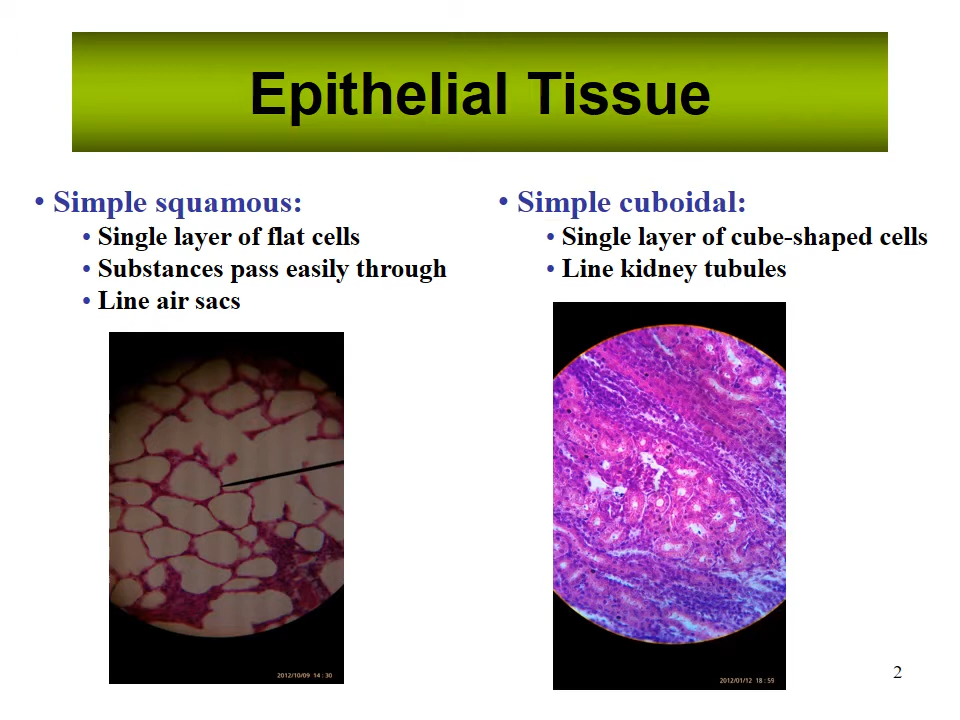 Epithelial Tissue
• Simple squamous:
• Single layer of flat cells
• Substances pass easily through
• Line air sacs
• Simple cuboidal:
• Single layer of cube-shaped cells
• Line kidney tubules
2012/10/09 14:30
2012/01/12 18:59
2